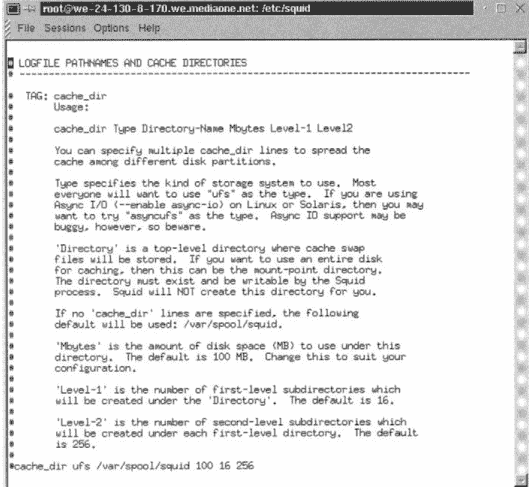 root@we-24-130-8-170.we.mediaone.net: /etc/squid
File Sessions Options Help
# LOGFILE PATHNAMES AND CACHE DIRECTORIES
# -----------------------------------------------------------------------------
#
# TAG: cache_dir
# Usage:
#
# cache_dir Type Directory-Name Mbytes Level-1 Level2
#
# You can specify multiple cache_dir lines to spread the
# cache among different disk partitions.
#
# Type specifies the kind of storage system to use. Most
# everyone will want to use "ufs" as the type. If you are using
# Async I/O (--enable async-io) on Linux or Solaris, then you may
# want to try "asyncufs" as the type. Async IO support may be
# buggy, however, so beware.
#
# 'Directory' is a top-level directory where cache swap
# files will be stored. If you want to use an entire disk
# for caching, then this can be the mount-point directory.
# The directory must exist and be writable by the Squid
# process. Squid will NOT create this directory for you.
#
# If no 'cache_dir' lines are specified, the following
# default will be used: /var/spool/squid.
#
# 'Mbytes' is the amount of disk space (MB) to use under this
# directory. The default is 100 MB. Change this to suit your
# configuration.
#
# 'Level-1' is the number of first-level subdirectories which
# will be created under the 'Directory'. The default is 16.
#
# 'Level-2' is the number of second-level subdirectories which
# will be created under each first-level directory. The default
# is 256.
#
#cache_dir ufs /var/spool/squid 100 16 256